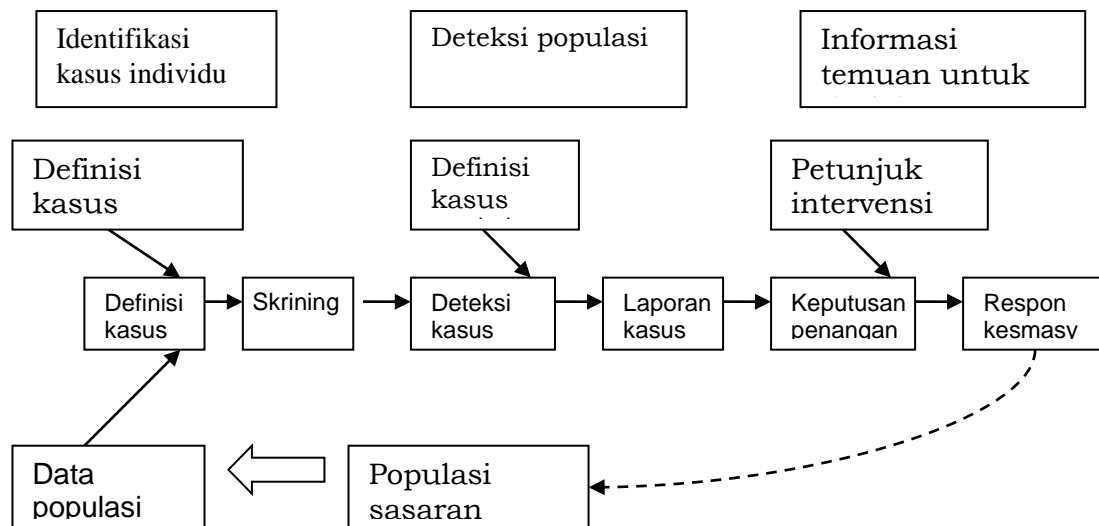 Identifikasi
kasus individu
Deteksi populasi
Informasi
temuan untuk
Definisi
kasus
Definisi
kasus
Petunjuk
intervensi
Definisi
kasus
Skrining
Deteksi
kasus
Laporan
kasus
Keputusan
penangan
Respon
kesmasy
Data
populasi
Populasi
sasaran